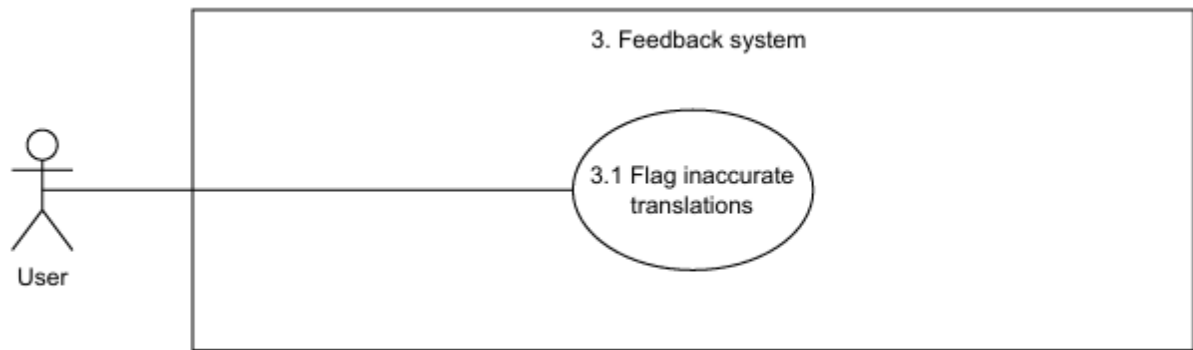 3. Feedback system
3.1 Flag inaccurate
translations
User